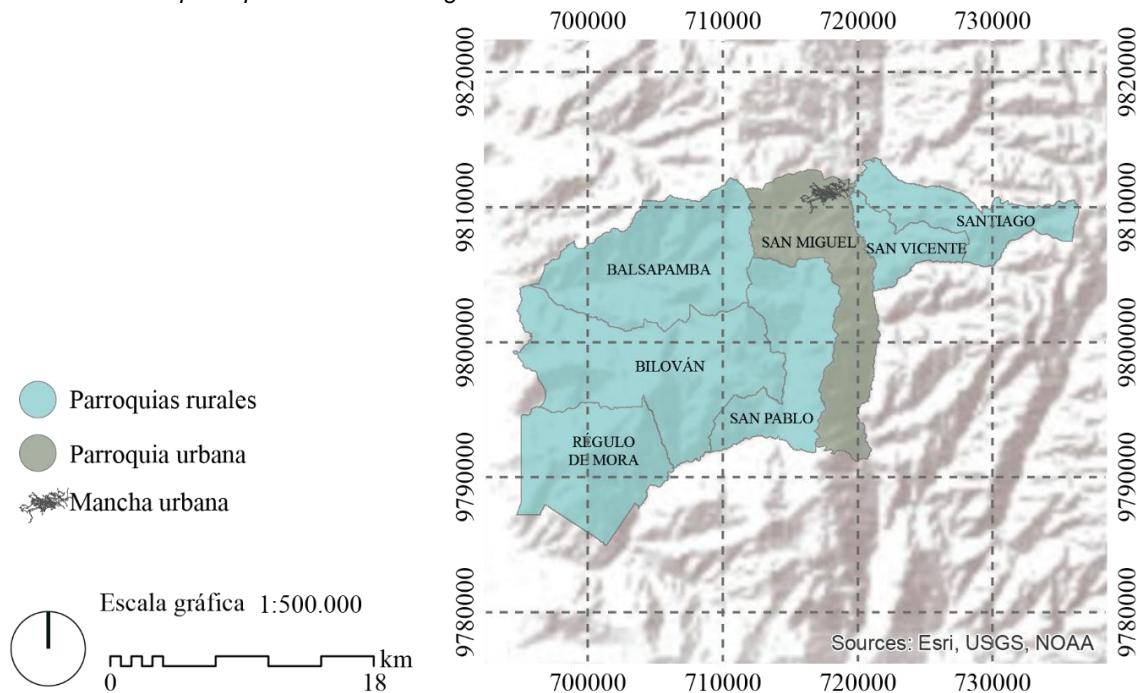 700000 710000 720000 730000
9820000 9820000
9810000 9810000
SANTIAGO
SAN MIGUEL SAN VICENTE
BALSAPAMBA
9800000 9800000
BILOVÁN
Parroquias rurales
SAN PABLO
RÉGULO
DE MORA
Parroquia urbana
9790000 9790000
Mancha urbana
9780000 9780000
Escala gráfica 1:500.000
km
0 18
Sources: Esri, USGS, NOAA
700000 710000 720000 730000